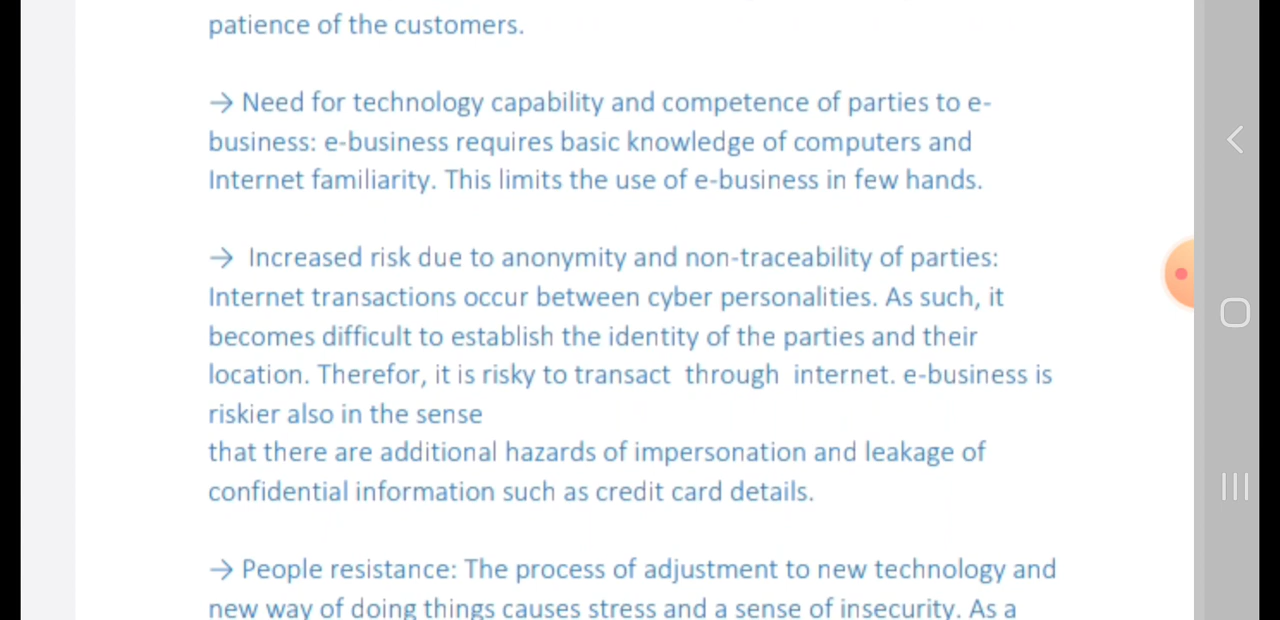 patience of the customers.
→ Need for technology capability and competence of parties to e-
business: e-business requires basic knowledge of computers and
Internet familiarity. This limits the use of e-business in few hands.
→ Increased risk due to anonymity and non-traceability of parties:
Internet transactions occur between cyber personalities. As such, it
becomes difficult to establish the identity of the parties and their
location. Therefor, it is risky to transact through internet. e-business is
riskier also in the sense
that there are additional hazards of impersonation and leakage of
confidential information such as credit card details.
→ People resistance: The process of adjustment to new technology and
new way of doing things causes stress and a sense of insecurity. As a